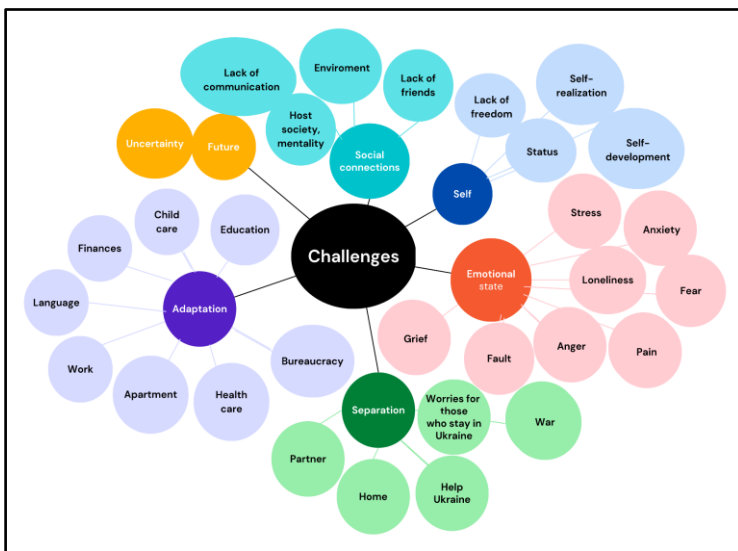 Lack of
communication
Enviroment
Lack of
friends
Host
society,
mentality
Social
connections
Uncertainty
Future
Self-
realization
Lack of
freedom
Status
Self-
development
Self
Challenges
Stress
Anxiety
Loneliness
Fear
Emotional
state
Grief
Fault
Anger
Pain
Child
care
Education
Finances
Language
Adaptation
Work
Apartment
Health
care
Bureaucracy
Separation
Worries for
those
who stay in
Ukraine
War
Partner
Home
Help
Ukraine